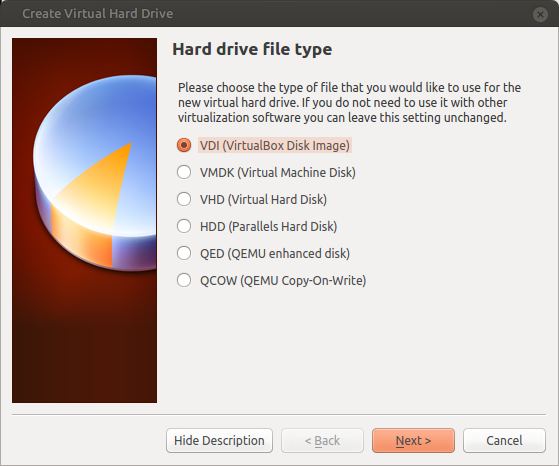 Create Virtual Hard Drive
Hard drive file type
Please choose the type of file that you would like to use for the
new virtual hard drive. If you do not need to use it with other
virtualization software you can leave this setting unchanged.
VDI (VirtualBox Disk Image)
VMDK (Virtual Machine Disk)
VHD (Virtual Hard Disk)
HDD (Parallels Hard Disk)
QED (QEMU enhanced disk)
QCOW (QEMU Copy-On-Write)
Hide Description
< Back
Next >
Cancel